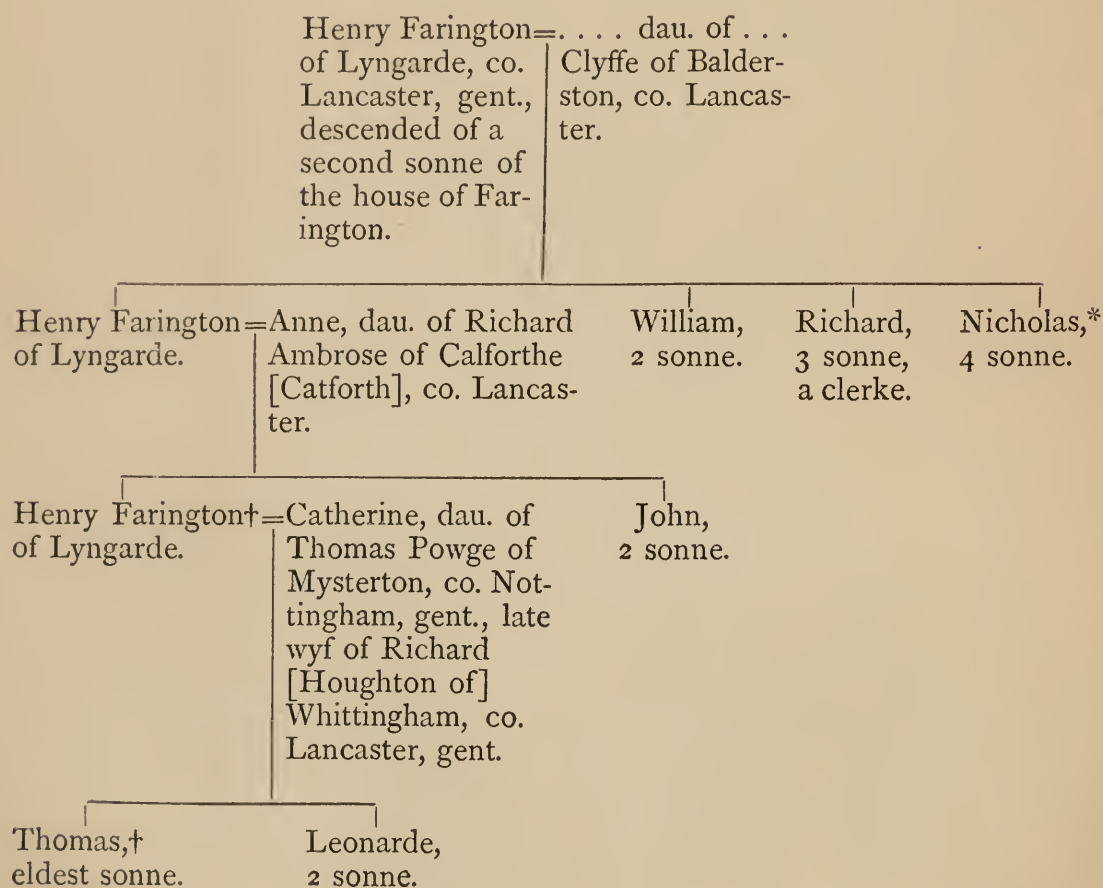 Henry Farington=. . . . dau. of . . .
of Lyngarde, co.
Lancaster, gent.,
descended of a
second sonne of
the house of Far-
ington.
Clyffe of Balder-
ston, co. Lancas-
ter.
Henry Farington=Anne, dau. of Richard
of Lyngarde.
Ambrose of Calforthe
[Catforth], co. Lancas-
ter.
William,
2 sonne.
Richard,
3 sonne,
a clerke.
Nicholas,*
4 sonne.
Henry Farington†=Catherine, dau. of
of Lyngarde.
Thomas Powge of
Mysterton, co. Not-
tingham, gent., late
wyf of Richard
[Houghton of]
Whittingham, co.
Lancaster, gent.
John,
2 sonne.
Thomas,†
eldest sonne.
Leonarde,
2 sonne.